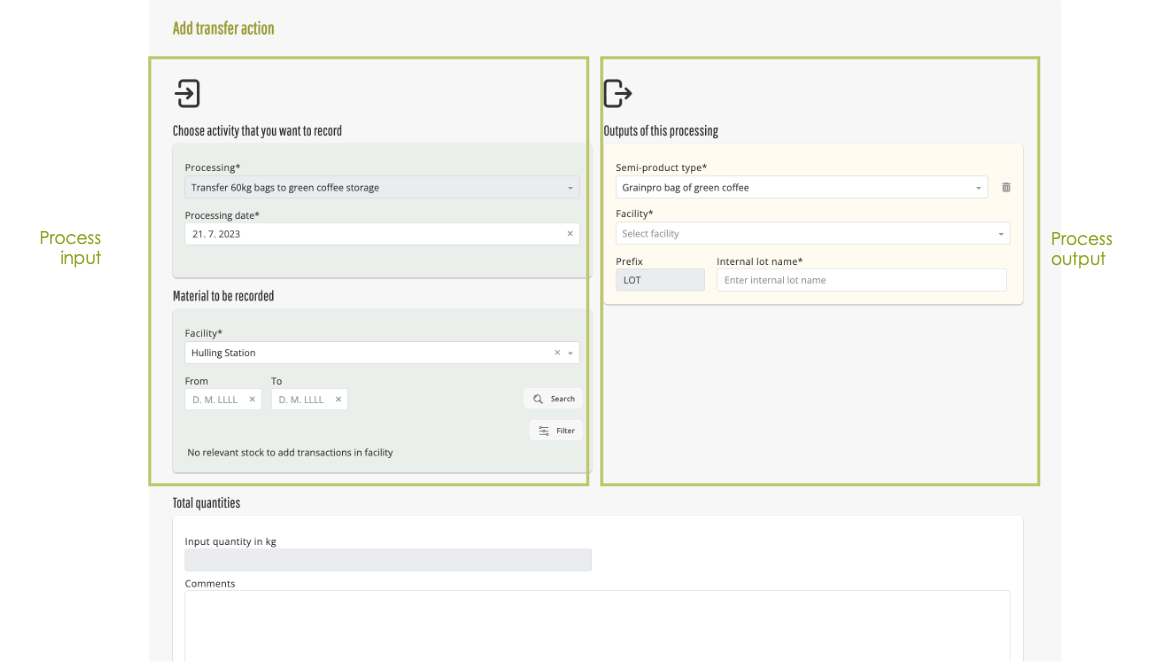 Add transfer action
Process
input
Choose activity that you want to record
Processing*
Transfer 60kg bags to green coffee storage
Processing date*
21. 7. 2023
Material to be recorded
Facility*
Hulling Station
From To
D. M. LLLL D. M. LLLL
Search
Filter
No relevant stock to add transactions in facility
Outputs of this processing
Semi-product type*
Grainpro bag of green coffee
Facility*
Select facility
Prefix Internal lot name*
LOT Enter internal lot name
Process
output
Total quantities
Input quantity in kg
Comments